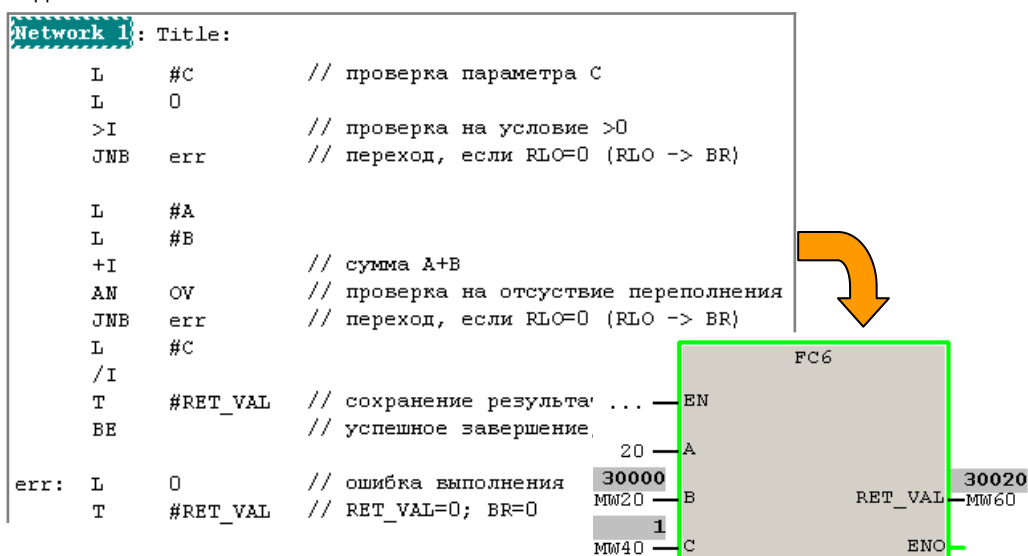 Network 1: Title:
L #C // проверка параметра C
L 0
>I // проверка на условие >0
JNB err // переход, если RLO=0 (RLO -> BR)
L #A
L #B
+I // сумма A+B
AN OV // проверка на отсуствие переполнения
JNB err // переход, если RLO=0 (RLO -> BR)
L #C
/I
T #RET_VAL // сохранение результа
BE // успешное завершение
err: L 0 // ошибка выполнения
T #RET_VAL // RET_VAL=0; BR=0
FC6
... EN
20 A
30000
MW20 B
RET_VAL
30020
MW60
1
MW40 C
ENO